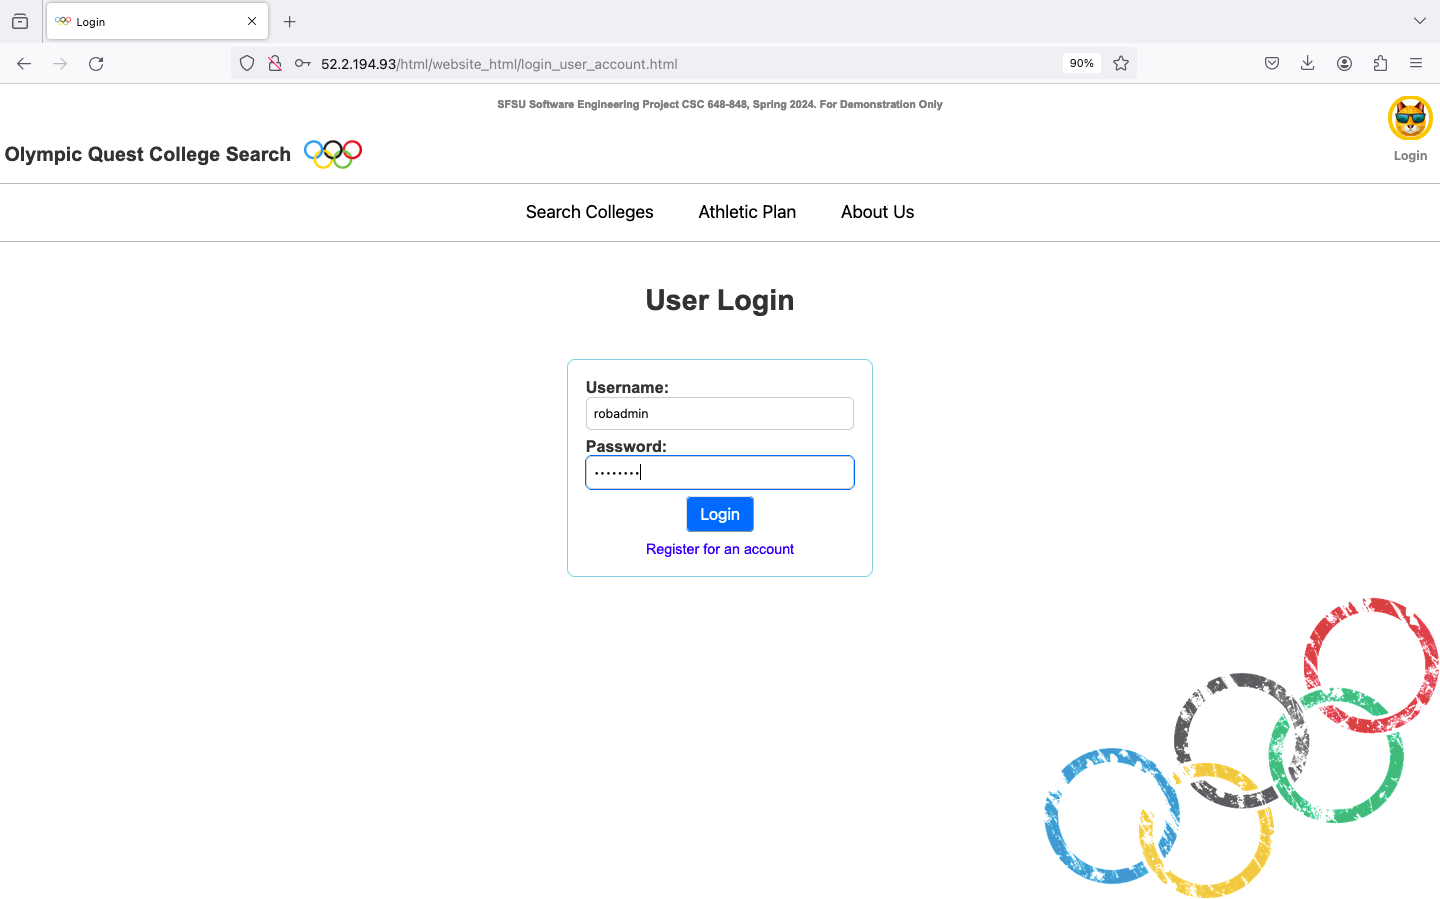 Login
52.2.194.93/html/website_html/login_user_account.html
90%
SFSU Software Engineering Project CSC 648-848, Spring 2024. For Demonstration Only
Olympic Quest College Search
Login
Search Colleges
Athletic Plan
About Us
User Login
Username:
robadmin
Password:
••••••••
Login
Register for an account